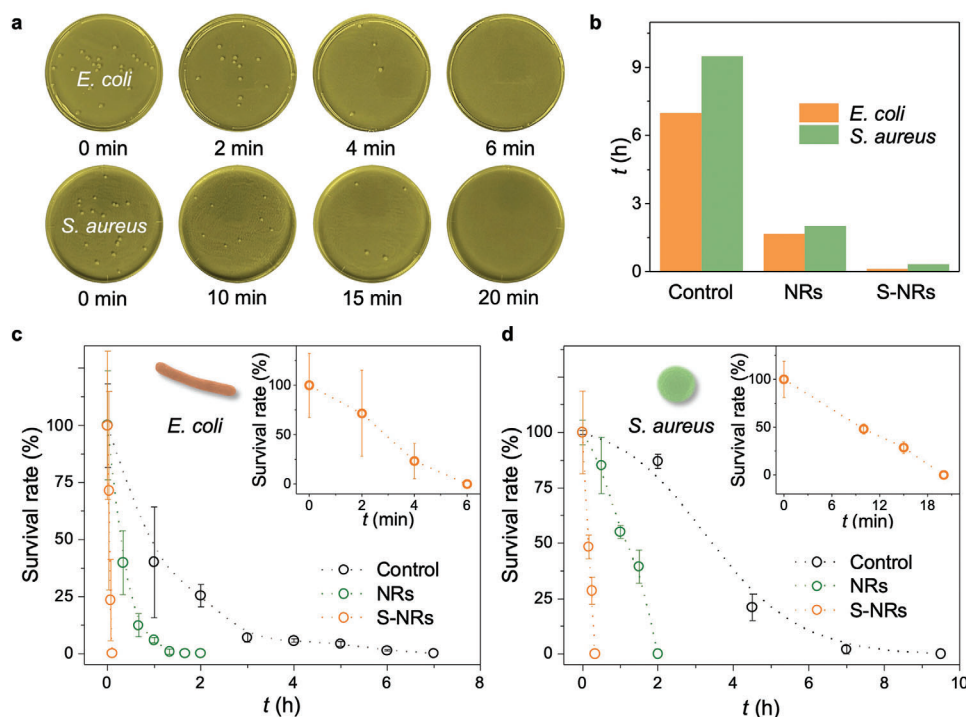 a
E. coli
0 min 2 min 4 min 6 min
S. aureus
0 min 10 min 15 min 20 min
b
t (h)
9
6
3
0
E. coli
S. aureus
Control NRs S-NRs
c
Survival rate (%)
100
75
50
25
0
0 2 4 6 8
t (h)
E. coli
Control
NRs
S-NRs
Survival rate (%)
100
50
0
0 2 4 6
t (min)
d
Survival rate (%)
100
75
50
25
0
0 2 4 6 8 10
t (h)
S. aureus
Control
NRs
S-NRs
Survival rate (%)
100
50
0
0 6 12 18
t (min)